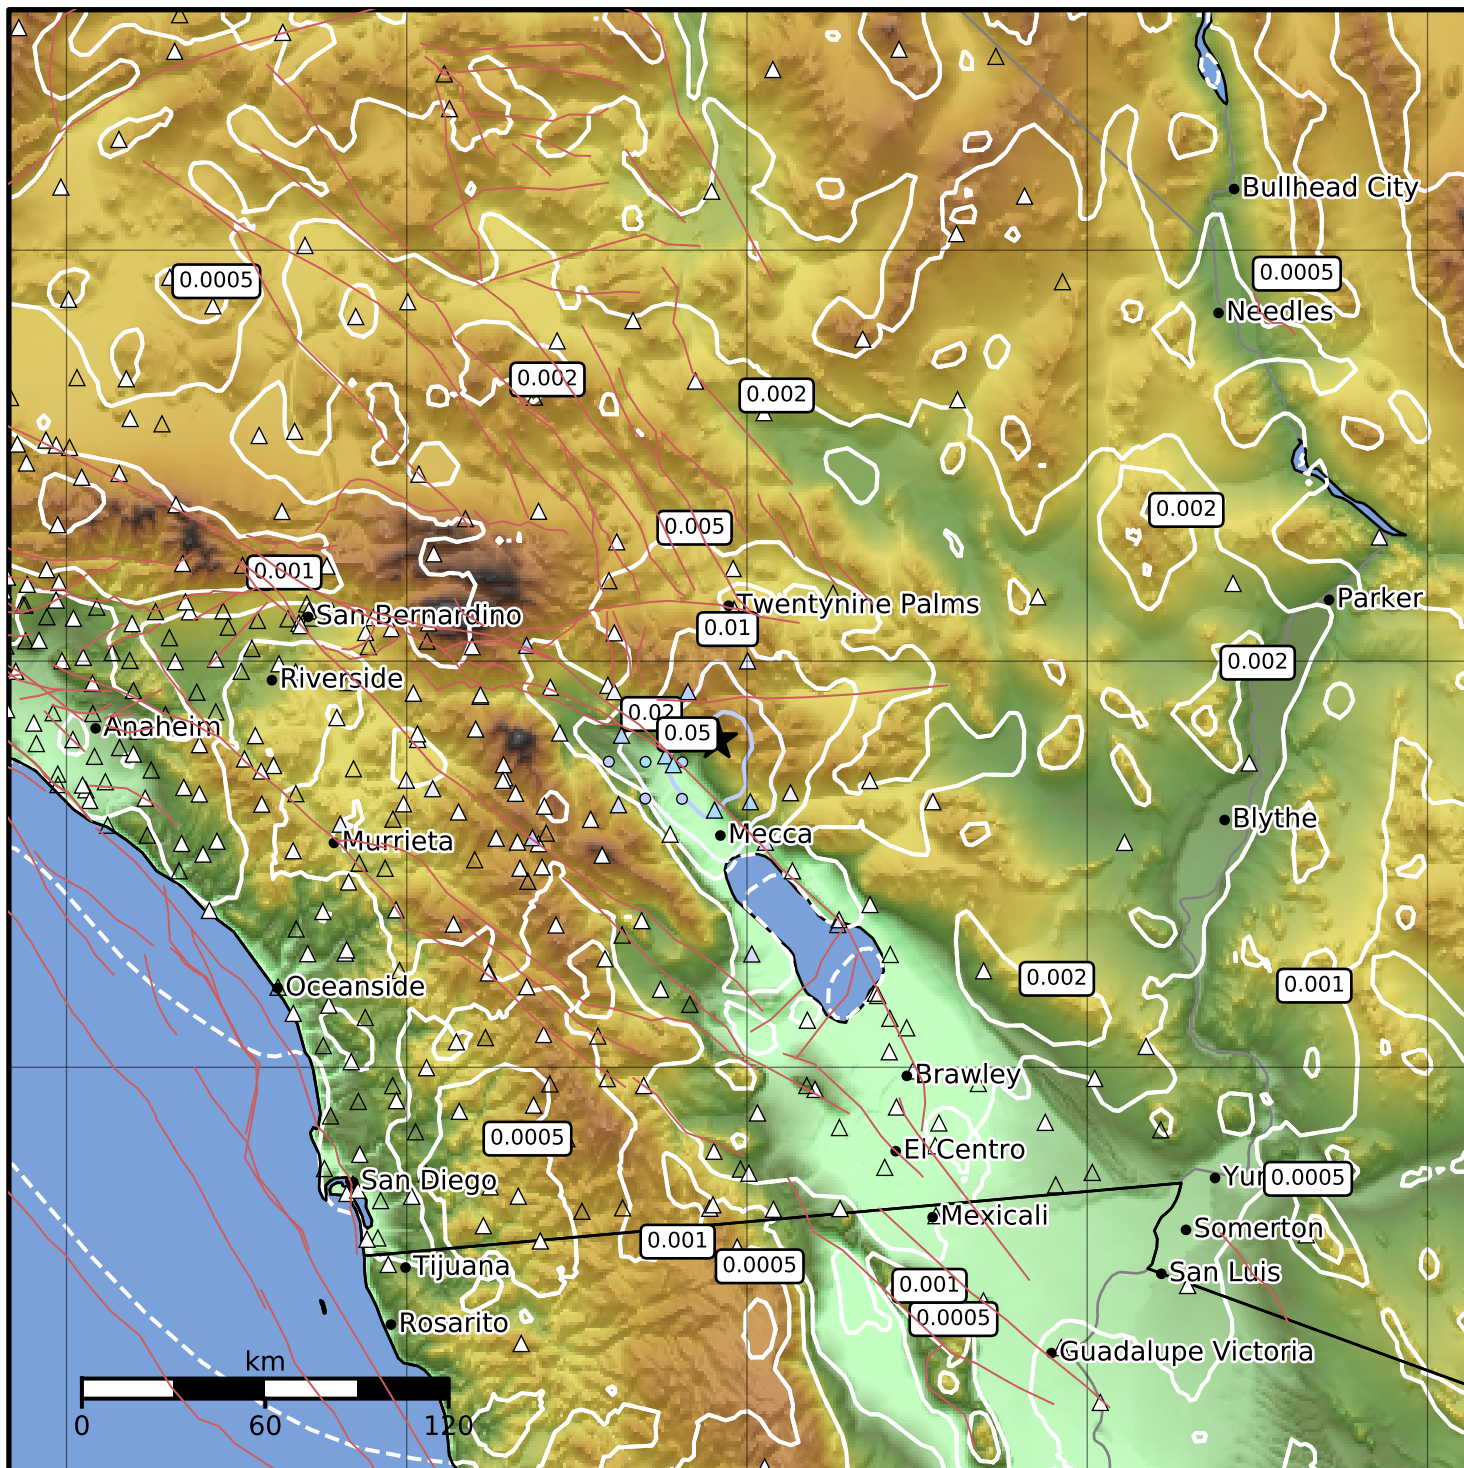 Bullhead City
0.0005
0.0005
Needles
0.002
0.002
0.002
0.005
0.001
Parker
Twentynine Palms
San Bernardino
0.01
0.002
Riverside
0.02
Anaheim
0.05
Blythe
Mecca
Murrieta
0.002
0.001
Oceanside
Brawley
0.0005
El Centro
San Diego
0.0005
Mexicali
Somerton
0.001
0.0005
Tijuana
San Luis
0.001
0.0005
Rosarito
Guadalupe Victoria
km
0 60 120